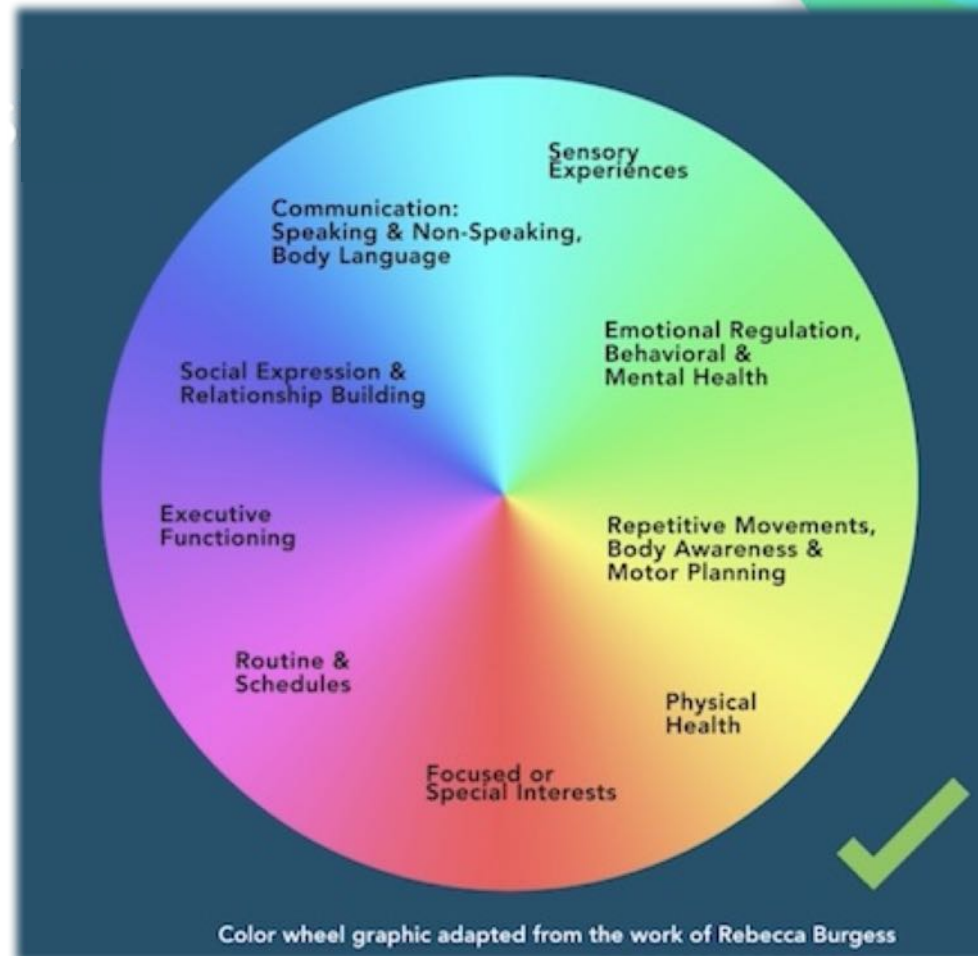 Sensory
Experiences
Communication:
Speaking & Non-Speaking,
Body Language
Emotional Regulation,
Behavioral &
Mental Health
Social Expression &
Relationship Building
Executive
Functioning
Repetitive Movements,
Body Awareness &
Motor Planning
Routine &
Schedules
Physical
Health
Focused or
Special Interests
Color wheel graphic adapted from the work of Rebecca Burgess